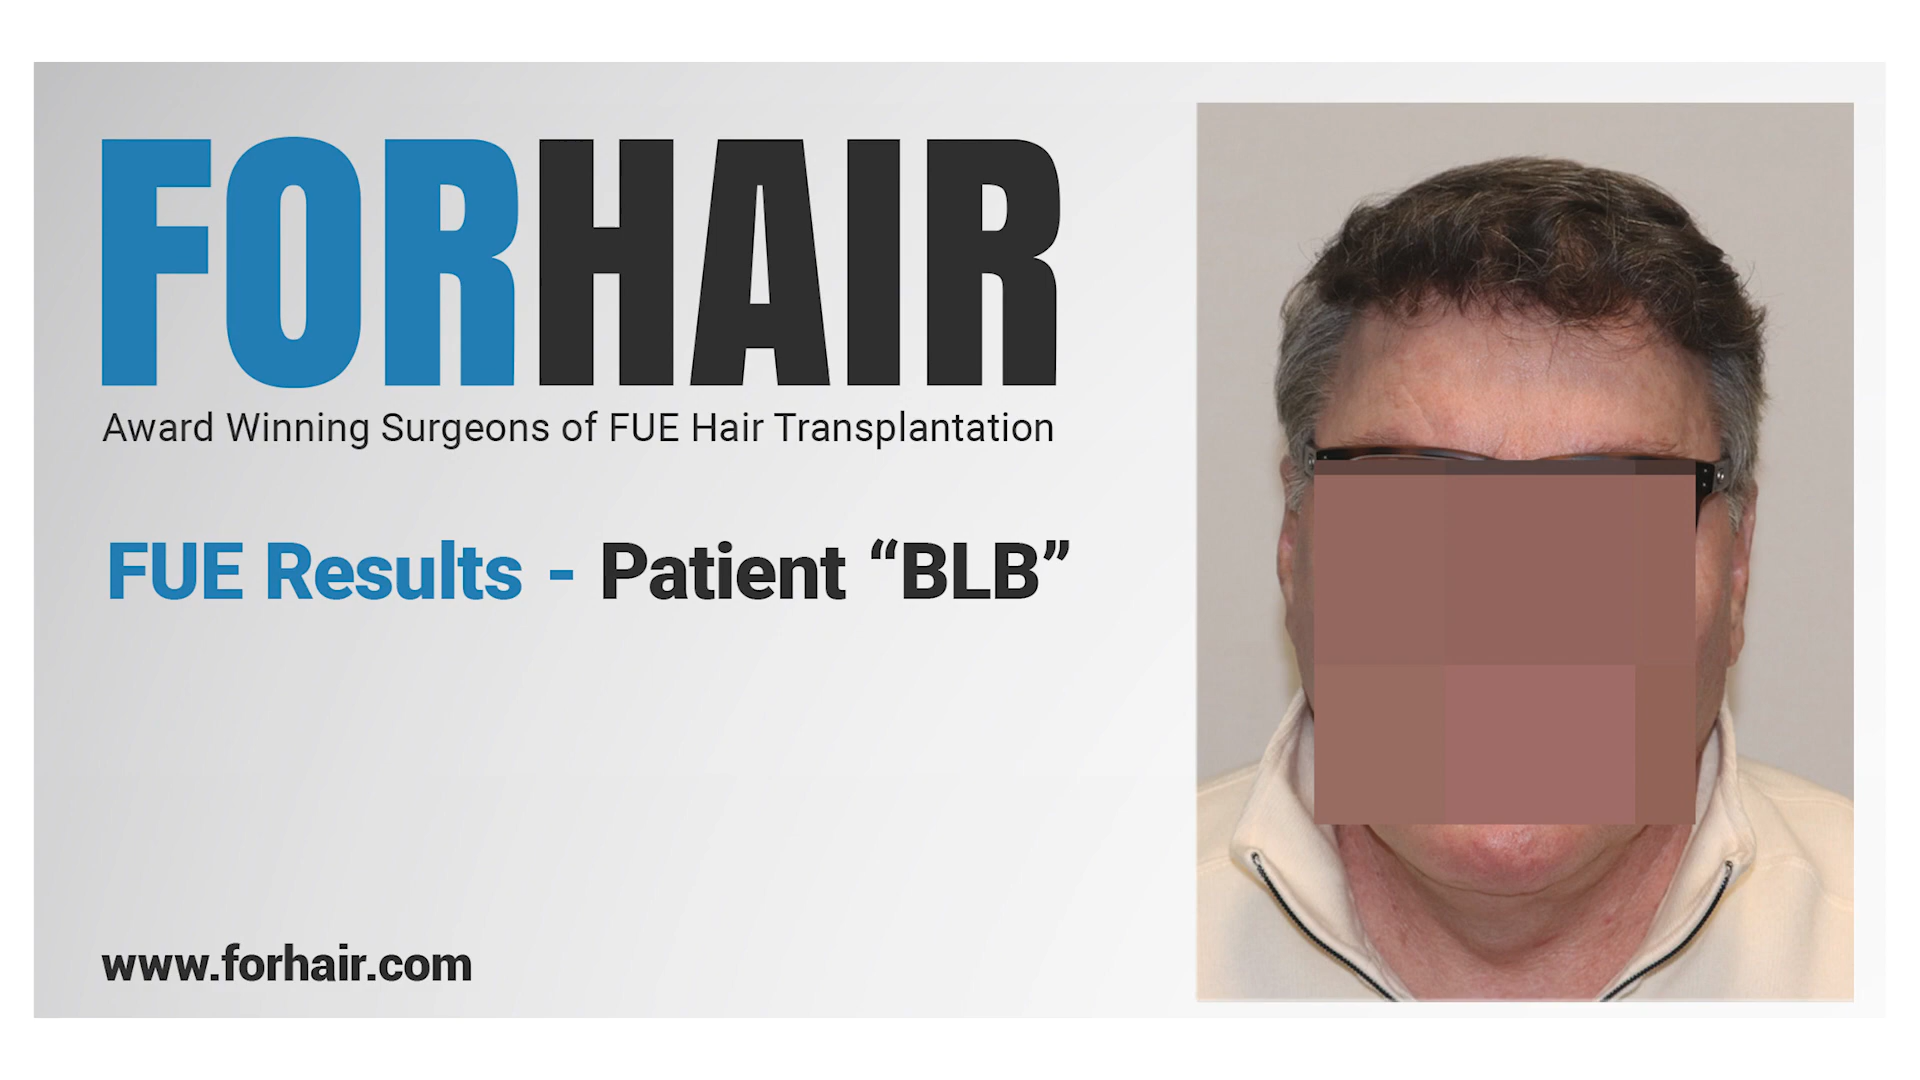 FORHAIR
Award Winning Surgeons of FUE Hair Transplantation
FUE Results - Patient “BLB”
www.forhair.com